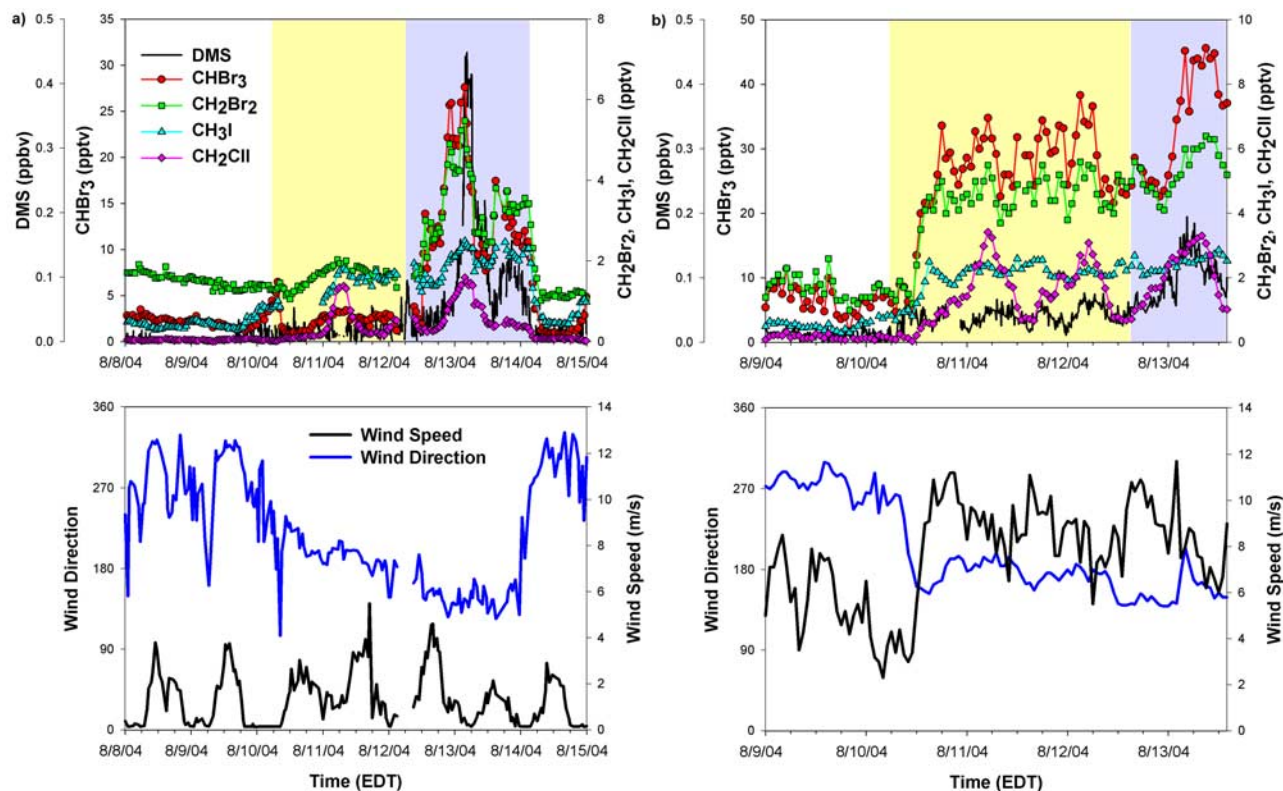 a)
0.5
0.4
0.3
0.2
0.1
0.0
DMS (ppbv)
35
30
25
20
15
10
5
0
CHBr3 (pptv)
DMS
CHBr3
CH2Br2
CH3I
CH2ClI
8
6
4
2
0
CH2Br2, CH3I, CH2ClI (pptv)
8/8/04 8/9/04 8/10/04 8/11/04 8/12/04 8/13/04 8/14/04 8/15/04
b)
0.5
0.4
0.3
0.2
0.1
0.0
DMS (ppbv)
50
40
30
20
10
0
CHBr3 (pptv)
10
8
6
4
2
0
CH2Br2, CH3I, CH2ClI (pptv)
8/9/04 8/10/04 8/11/04 8/12/04 8/13/04
360
270
180
90
0
Wind Direction
Wind Speed
Wind Direction
14
12
10
8
6
4
2
0
Wind Speed (m/s)
8/8/04 8/9/04 8/10/04 8/11/04 8/12/04 8/13/04 8/14/04 8/15/04
Time (EDT)
360
270
180
90
0
Wind Direction
14
12
10
8
6
4
2
0
Wind Speed (m/s)
8/9/04 8/10/04 8/11/04 8/12/04 8/13/04
Time (EDT)